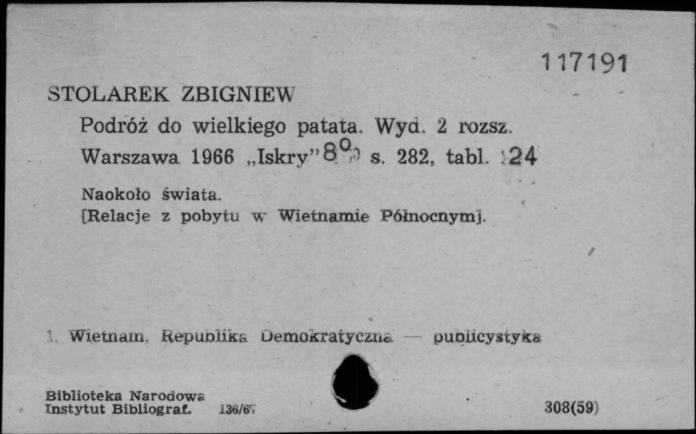 117191
STOLAREK ZBIGNIEW
Podróż do wielkiego patata. Wyd. 2 rozsz.
Warszawa 1966 „Iskry” 8⁰, s. 282, tabl. 24
Naokoło świata.
[Relacje z pobytu w Wietnamie Północnym].
1. Wietnam, Republika Demokratyczna — publicystyka
Biblioteka Narodowa
Instytut Bibliograf. 136/67
308(59)